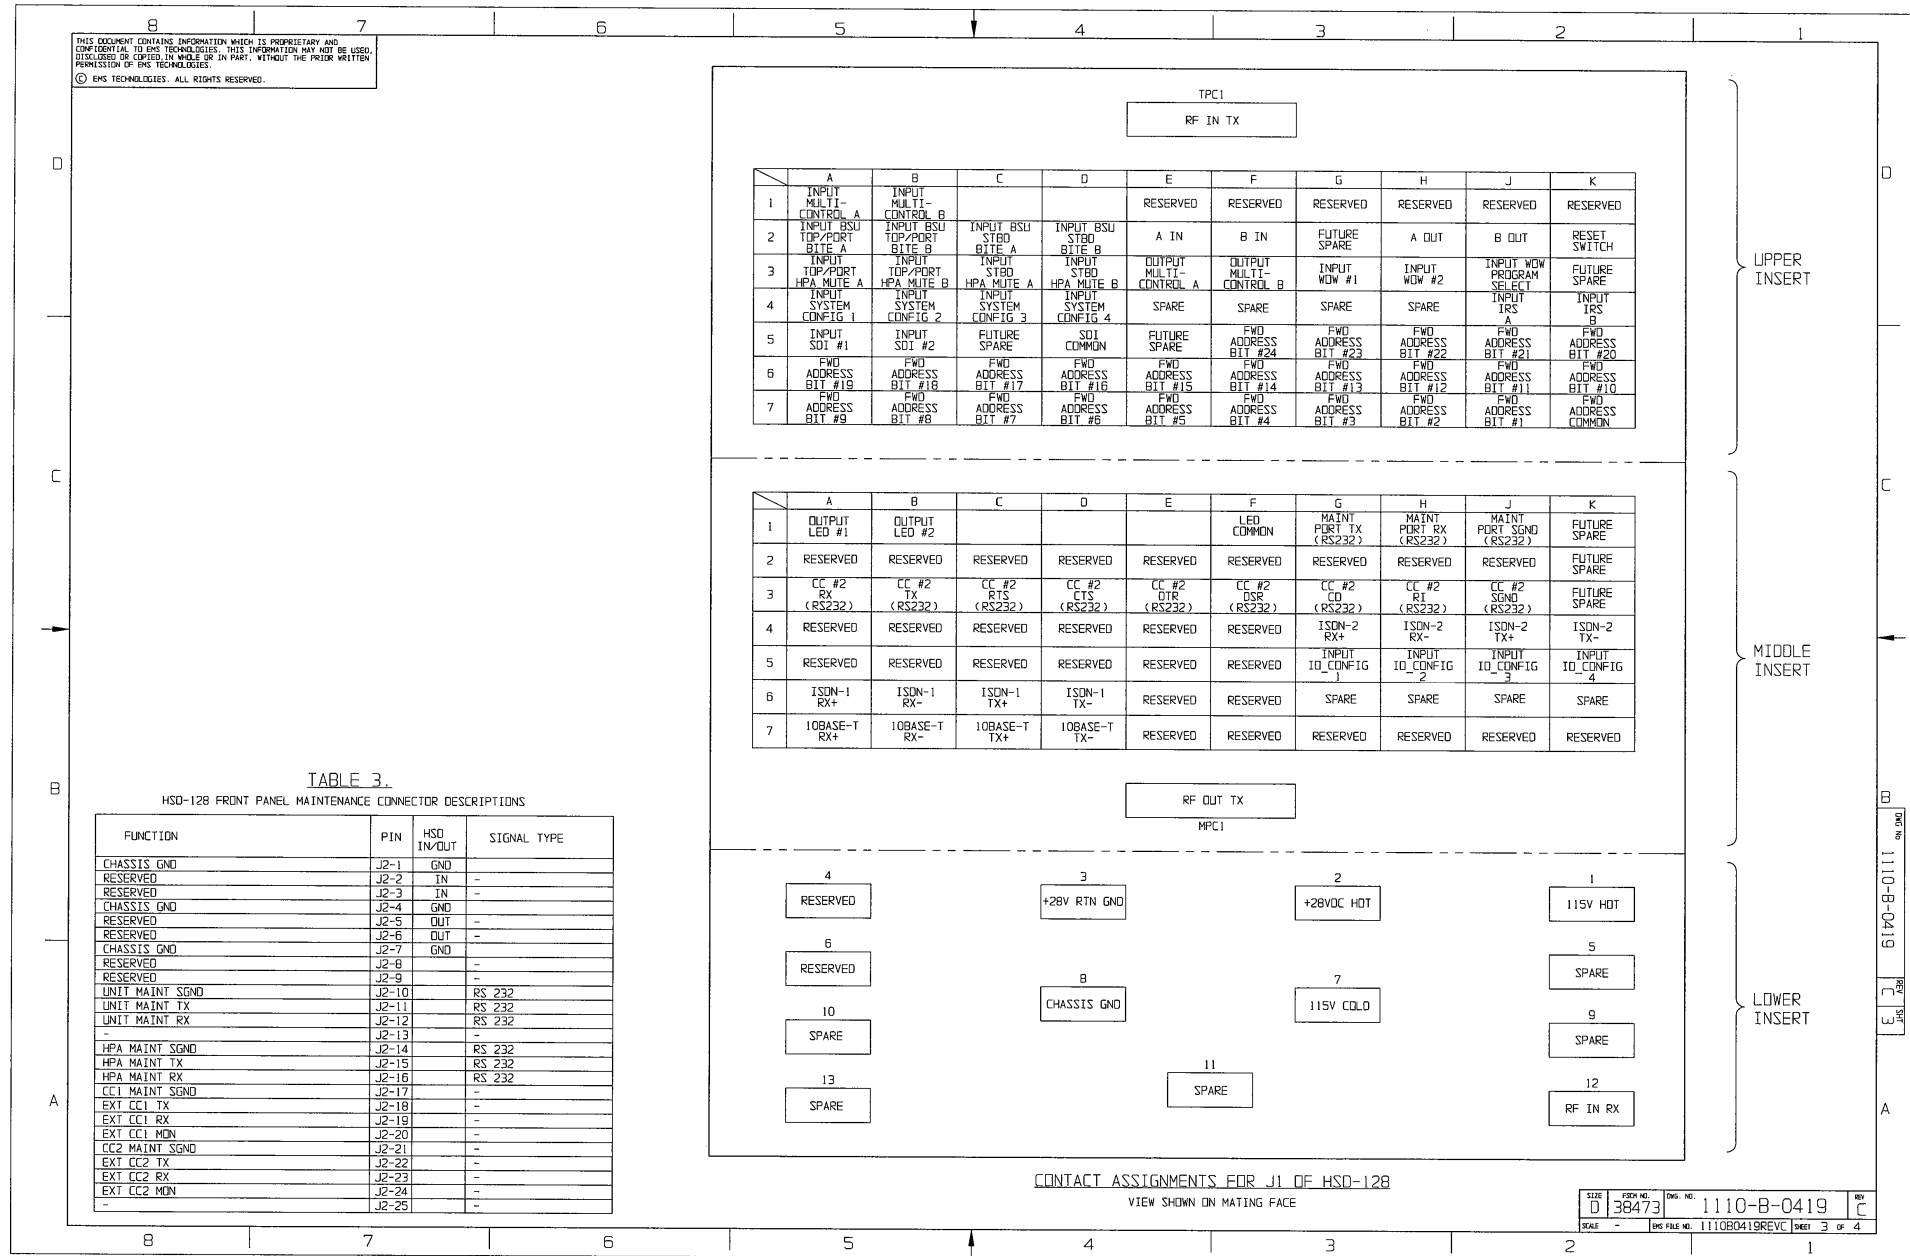 8 7 6 5 4 3 2 1
THIS DOCUMENT CONTAINS INFORMATION WHICH IS PROPRIETARY AND
CONFIDENTIAL TO EMS TECHNOLOGIES. THIS INFORMATION MAY NOT BE USED,
DISCLOSED OR COPIED,IN WHOLE OR IN PART, WITHOUT THE PRIOR WRITTEN
PERMISSION OF EMS TECHNOLOGIES.
© EMS TECHNOLOGIES. ALL RIGHTS RESERVED.
D
C
B
A
TPC1
RF IN TX
A B C D E F G H J K
1 INPUT MULTI-CONTROL A INPUT MULTI-CONTROL B RESERVED RESERVED RESERVED RESERVED RESERVED RESERVED
2 INPUT BSU TOP/PORT BITE A INPUT BSU TOP/PORT BITE B INPUT BSU STBD BITE A INPUT BSU STBD BITE B A IN B IN FUTURE SPARE A OUT B OUT RESET SWITCH
3 INPUT TOP/PORT HPA MUTE A INPUT TOP/PORT HPA MUTE B INPUT STBD HPA MUTE A INPUT STBD HPA MUTE B OUTPUT MULTI-CONTROL A OUTPUT MULTI-CONTROL B INPUT WOW #1 INPUT WOW #2 INPUT WOW PROGRAM SELECT FUTURE SPARE
4 INPUT SYSTEM CONFIG 1 INPUT SYSTEM CONFIG 2 INPUT SYSTEM CONFIG 3 INPUT SYSTEM CONFIG 4 SPARE SPARE SPARE SPARE INPUT IRS A INPUT IRS B
5 INPUT SDI #1 INPUT SDI #2 FUTURE SPARE SDI COMMON FUTURE SPARE FWD ADDRESS BIT #24 FWD ADDRESS BIT #23 FWD ADDRESS BIT #22 FWD ADDRESS BIT #21 FWD ADDRESS BIT #20
6 FWD ADDRESS BIT #19 FWD ADDRESS BIT #18 FWD ADDRESS BIT #17 FWD ADDRESS BIT #16 FWD ADDRESS BIT #15 FWD ADDRESS BIT #14 FWD ADDRESS BIT #13 FWD ADDRESS BIT #12 FWD ADDRESS BIT #11 FWD ADDRESS BIT #10
7 FWD ADDRESS BIT #9 FWD ADDRESS BIT #8 FWD ADDRESS BIT #7 FWD ADDRESS BIT #6 FWD ADDRESS BIT #5 FWD ADDRESS BIT #4 FWD ADDRESS BIT #3 FWD ADDRESS BIT #2 FWD ADDRESS BIT #1 FWD ADDRESS COMMON
UPPER
INSERT
A B C D E F G H J K
1 OUTPUT LED #1 OUTPUT LED #2 LED COMMON MAINT PORT TX (RS232) MAINT PORT RX (RS232) MAINT PORT SGND (RS232) FUTURE SPARE
2 RESERVED RESERVED RESERVED RESERVED RESERVED RESERVED RESERVED RESERVED RESERVED FUTURE SPARE
3 CC #2 RX (RS232) CC #2 TX (RS232) CC #2 RTS (RS232) CC #2 CTS (RS232) CC #2 DTR (RS232) CC #2 DSR (RS232) CC #2 CD (RS232) CC #2 RI (RS232) CC #2 SGND (RS232) FUTURE SPARE
4 RESERVED RESERVED RESERVED RESERVED RESERVED RESERVED ISDN-2 RX+ ISDN-2 RX- ISDN-2 TX+ ISDN-2 TX-
5 RESERVED RESERVED RESERVED RESERVED RESERVED RESERVED INPUT IO_CONFIG_1 INPUT IO_CONFIG_2 INPUT IO_CONFIG_3 INPUT IO_CONFIG_4
6 ISDN-1 RX+ ISDN-1 RX- ISDN-1 TX+ ISDN-1 TX- RESERVED RESERVED SPARE SPARE SPARE SPARE
7 10BASE-T RX+ 10BASE-T RX- 10BASE-T TX+ 10BASE-T TX- RESERVED RESERVED RESERVED RESERVED RESERVED RESERVED
MIDDLE
INSERT
RF OUT TX
MPC1
4 3 2 1
RESERVED +28V RTN GND +28VDC HOT 115V HOT
6 5
RESERVED SPARE
8 7
CHASSIS GND 115V COLD
10 9
SPARE SPARE
11
SPARE
13 12
SPARE RF IN RX
LOWER
INSERT
CONTACT ASSIGNMENTS FOR J1 OF HSD-128
VIEW SHOWN ON MATING FACE
TABLE 3.
HSD-128 FRONT PANEL MAINTENANCE CONNECTOR DESCRIPTIONS
FUNCTION PIN HSD IN/OUT SIGNAL TYPE
CHASSIS GND J2-1 GND
RESERVED J2-2 IN -
RESERVED J2-3 IN -
CHASSIS GND J2-4 GND
RESERVED J2-5 OUT -
RESERVED J2-6 OUT -
CHASSIS GND J2-7 GND
RESERVED J2-8 -
RESERVED J2-9 -
UNIT MAINT SGND J2-10 RS 232
UNIT MAINT TX J2-11 RS 232
UNIT MAINT RX J2-12 RS 232
- J2-13 -
HPA MAINT SGND J2-14 RS 232
HPA MAINT TX J2-15 RS 232
HPA MAINT RX J2-16 RS 232
CC1 MAINT SGND J2-17 -
EXT CC1 TX J2-18 -
EXT CC1 RX J2-19 -
EXT CC1 MON J2-20 -
CC2 MAINT SGND J2-21 -
EXT CC2 TX J2-22 -
EXT CC2 RX J2-23 -
EXT CC2 MON J2-24 -
- J2-25 -
D
C
B
A
DWG No 1110-B-0419 REV C SHT 3
SIZE D FSCM NO. 38473 DWG. NO. 1110-B-0419 REV C
SCALE - EMS FILE NO. 1110B0419REVC SHEET 3 OF 4
8 7 6 5 4 3 2 1